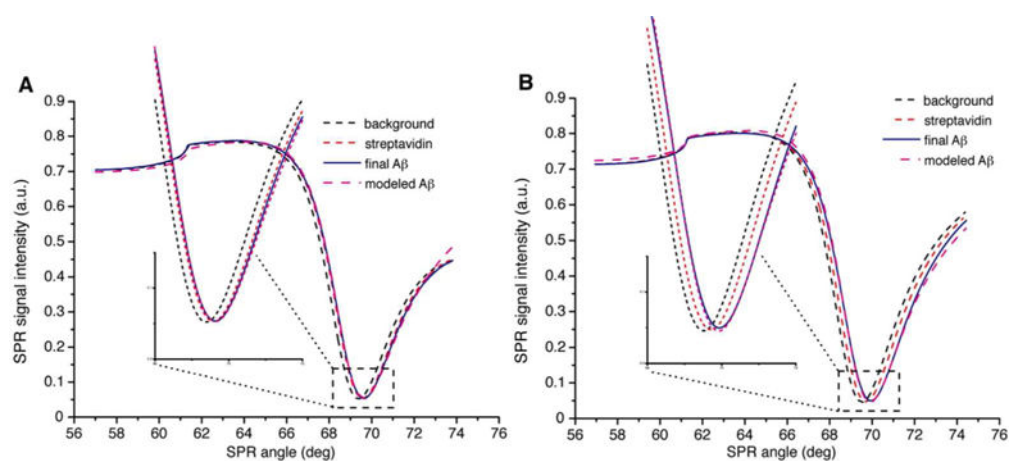 A
SPR signal intensity (a.u.)
0.9
0.8
0.7
0.6
0.5
0.4
0.3
0.2
0.1
0
background
streptavidin
final Aβ
modeled Aβ
56 58 60 62 64 66 68 70 72 74 76
SPR angle (deg)
B
SPR signal intensity (a.u.)
0.9
0.8
0.7
0.6
0.5
0.4
0.3
0.2
0.1
0
background
streptavidin
final Aβ
modeled Aβ
56 58 60 62 64 66 68 70 72 74 76
SPR angle (deg)